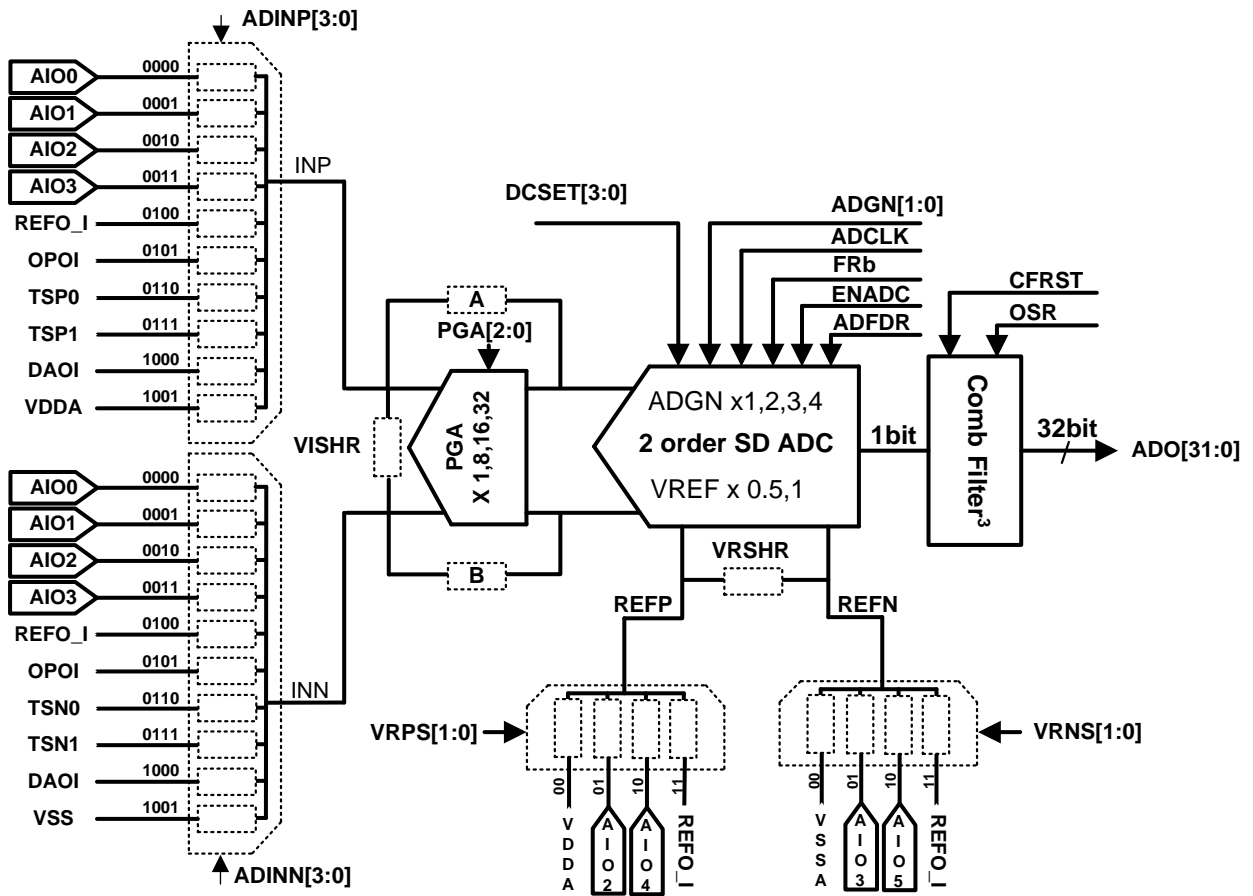 ADINP[3:0]
AIO0 0000
AIO1 0001
AIO2 0010
AIO3 0011
REFO_I 0100
OPOI 0101
TSP0 0110
TSP1 0111
DAOI 1000
VDDA 1001
INP
AIO0 0000
AIO1 0001
AIO2 0010
AIO3 0011
REFO_I 0100
OPOI 0101
TSN0 0110
TSN1 0111
DAOI 1000
VSS 1001
INN
ADINN[3:0]
VISHR
A
PGA[2:0]
PGA
X 1,8,16,32
B
DCSET[3:0]
ADGN[1:0]
ADCLK
FRb
ENADC
ADFDR
ADGN x1,2,3,4
2 order SD ADC
VREF x 0.5,1
1bit
CFRST
OSR
Comb Filter³
32bit
ADO[31:0]
VRSHR
REFP
REFN
VRPS[1:0]
00 01 10 11
VDDA AIO2 AIO4 REFO_I
VRNS[1:0]
00 01 10 11
VSSA AIO3 AIO5 REFO_I